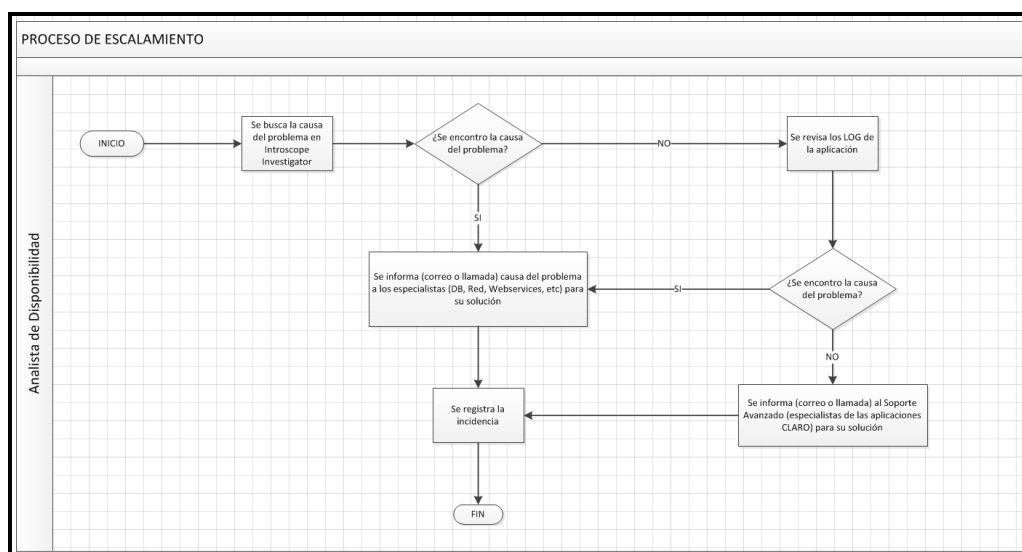 PROCESO DE ESCALAMIENTO
Analista de Disponibilidad
INICIO
Se busca la causa
del problema en
Introscope
Investigator
¿Se encontro la causa
del problema?
NO
Se revisa los LOG de
la aplicación
SI
Se informa (correo o llamada) causa del problema
a los especialistas (DB, Red, Webservices, etc) para
su solución
SI
¿Se encontro la causa
del problema?
NO
Se registra la
incidencia
Se informa (correo o llamada) al Soporte
Avanzado (especialistas de las aplicaciones
CLARO) para su solución
FIN